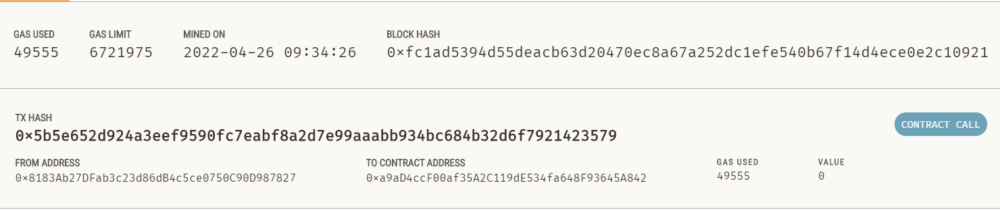 GAS USED GAS LIMIT MINED ON BLOCK HASH
49555 6721975 2022-04-26 09:34:26 0×fc1ad5394d55deacb63d20470ec8a67a252dc1efe540b67f14d4ece0e2c10921
TX HASH
0×5b5e652d924a3eef9590fc7eabf8a2d7e99aaabb934bc684b32d6f7921423579
CONTRACT CALL
FROM ADDRESS TO CONTRACT ADDRESS GAS USED VALUE
0×8183Ab27DFab3c23d86dB4c5ce0750C90D987827 0×a9aD4ccF00af35A2C119dE534fa648F93645A842 49555 0